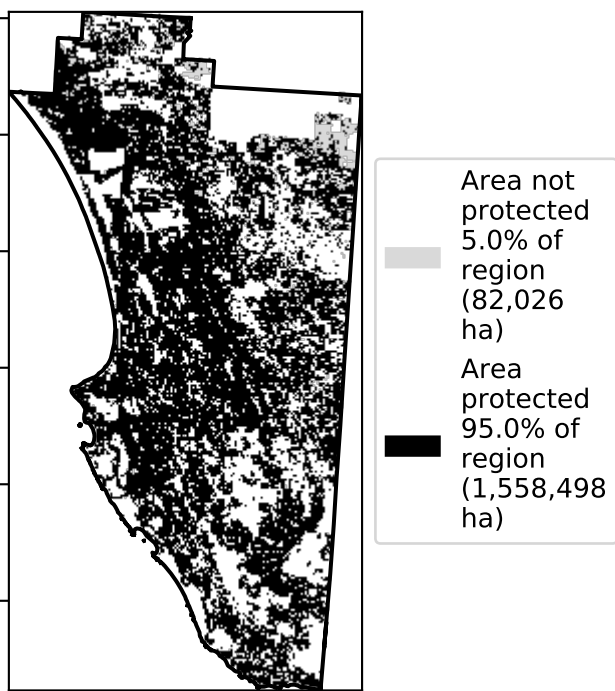 Area not
protected
5.0% of
region
(82,026
ha)
Area
protected
95.0% of
region
(1,558,498
ha)